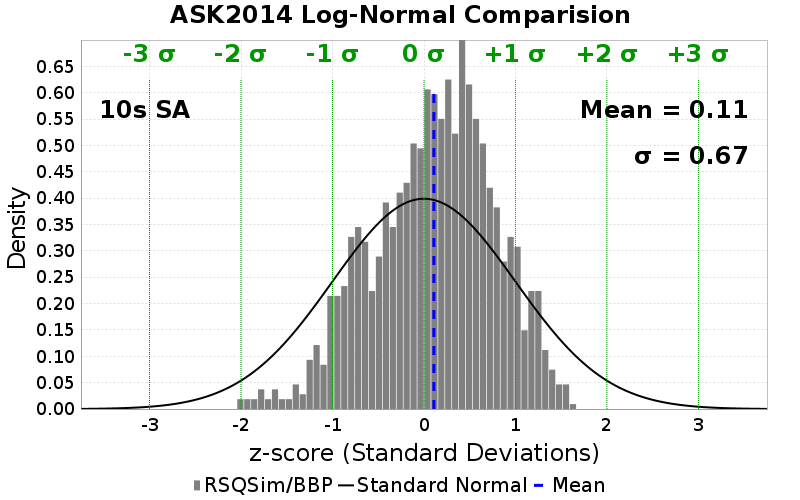 ASK2014 Log-Normal Comparision
-3 σ -2 σ -1 σ 0 σ +1 σ +2 σ +3 σ
10s SA
Mean = 0.11
σ = 0.67
Density
0.65
0.60
0.55
0.50
0.45
0.40
0.35
0.30
0.25
0.20
0.15
0.10
0.05
0.00
-3 -2 -1 0 1 2 3
z-score (Standard Deviations)
RSQSim/BBP Standard Normal Mean